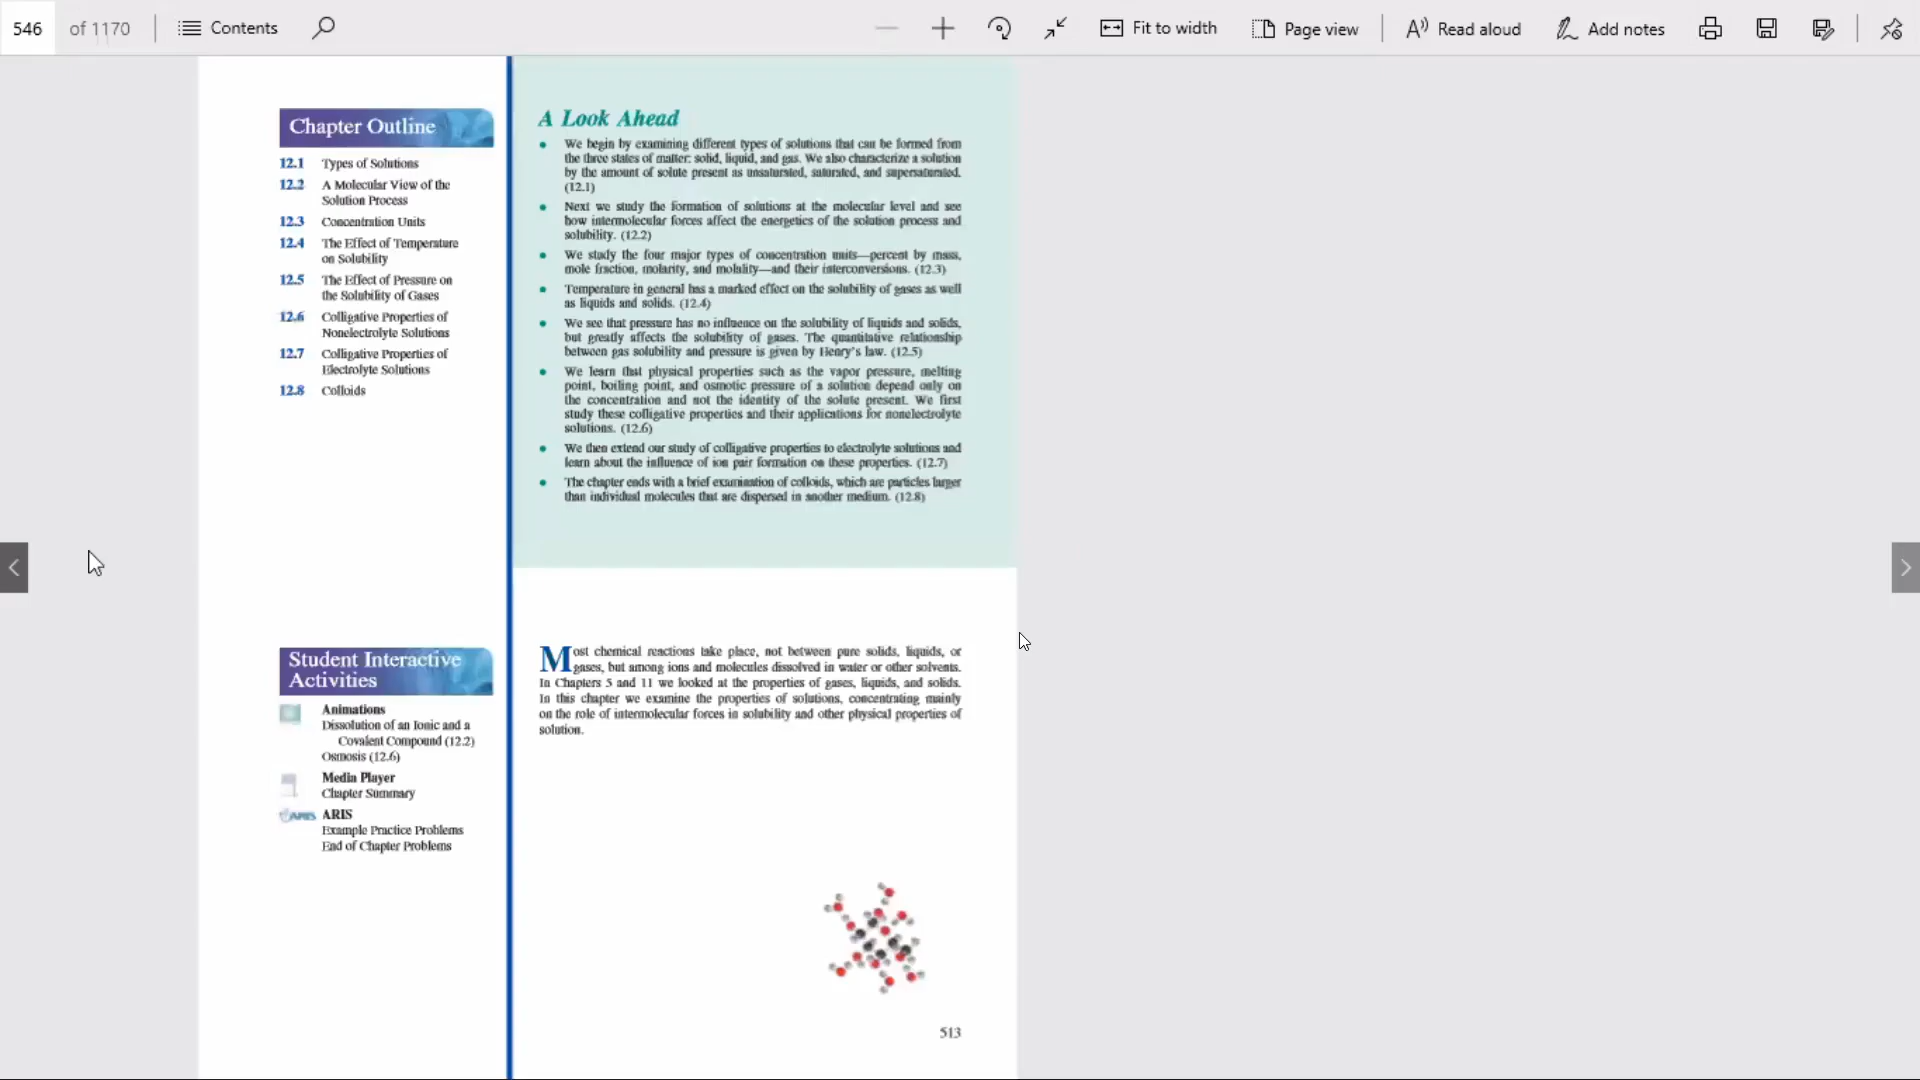 546 of 1170 Contents Fit to width Page view Read aloud Add notes
Chapter Outline
12.1 Types of Solutions
12.2 A Molecular View of the
Solution Process
12.3 Concentration Units
12.4 The Effect of Temperature
on Solubility
12.5 The Effect of Pressure on
the Solubility of Gases
12.6 Colligative Properties of
Nonelectrolyte Solutions
12.7 Colligative Properties of
Electrolyte Solutions
12.8 Colloids
A Look Ahead
• We begin by examining different types of solutions that can be formed from
the three states of matter: solid, liquid, and gas. We also characterize a solution
by the amount of solute present as unsaturated, saturated, and supersaturated.
(12.1)
• Next we study the formation of solutions at the molecular level and see
how intermolecular forces affect the energetics of the solution process and
solubility. (12.2)
• We study the four major types of concentration units—percent by mass,
mole fraction, molarity, and molality—and their interconversions. (12.3)
• Temperature in general has a marked effect on the solubility of gases as well
as liquids and solids. (12.4)
• We see that pressure has no influence on the solubility of liquids and solids,
but greatly affects the solubility of gases. The quantitative relationship
between gas solubility and pressure is given by Henry's law. (12.5)
• We learn that physical properties such as the vapor pressure, melting
point, boiling point, and osmotic pressure of a solution depend only on
the concentration and not the identity of the solute present. We first
study these colligative properties and their applications for nonelectrolyte
solutions. (12.6)
• We then extend our study of colligative properties to electrolyte solutions and
learn about the influence of ion pair formation on these properties. (12.7)
• The chapter ends with a brief examination of colloids, which are particles larger
than individual molecules that are dispersed in another medium. (12.8)
Student Interactive
Activities
Animations
Dissolution of an Ionic and a
Covalent Compound (12.2)
Osmosis (12.6)
Media Player
Chapter Summary
ARIS ARIS
Example Practice Problems
End of Chapter Problems
Most chemical reactions take place, not between pure solids, liquids, or
gases, but among ions and molecules dissolved in water or other solvents.
In Chapters 5 and 11 we looked at the properties of gases, liquids, and solids.
In this chapter we examine the properties of solutions, concentrating mainly
on the role of intermolecular forces in solubility and other physical properties of
solution.
513